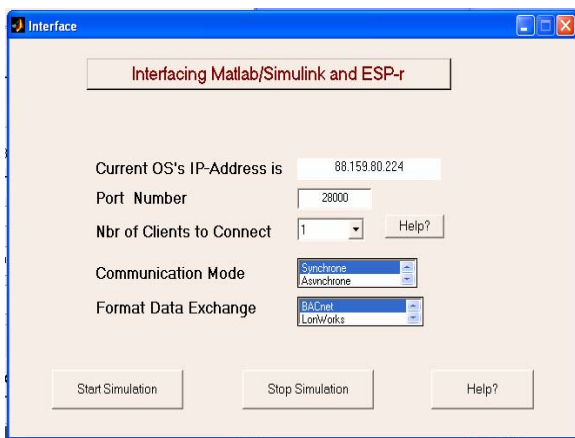 Interface
Interfacing Matlab/Simulink and ESP-r
Current OS's IP-Address is 88.159.80.224
Port Number 28000
Nbr of Clients to Connect 1 Help?
Communication Mode Synchrone
Asynchrone
Format Data Exchange BACnet
LonWorks
Start Simulation Stop Simulation Help?